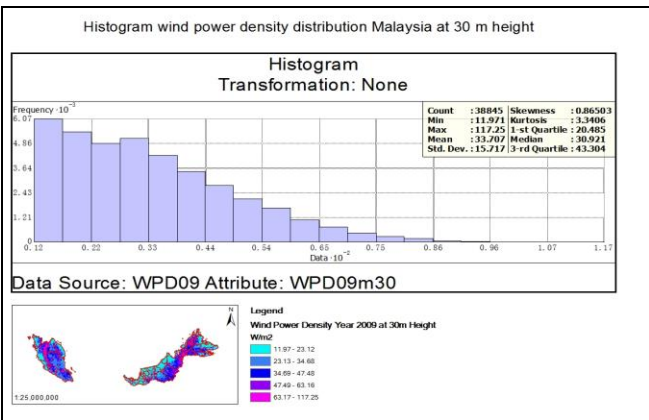 Histogram wind power density distribution Malaysia at 30 m height
Histogram
Transformation: None
Frequency ·10⁻³
Count : 38845 Skewness : 0.86503
Min : 11.971 Kurtosis : 3.3406
Max : 117.25 1-st Quartile : 20.485
Mean : 33.707 Median : 30.921
Std. Dev. : 15.717 3-rd Quartile : 43.304
6.07
4.86
3.64
2.43
1.21
0
0.12 0.22 0.33 0.44 0.54 0.65 0.75 0.86 0.96 1.07 1.17
Data ·10⁻²
Data Source: WPD09 Attribute: WPD09m30
N
Legend
Wind Power Density Year 2009 at 30m Height
W/m2
11.97 - 23.12
23.13 - 34.68
34.69 - 47.48
47.49 - 63.16
63.17 - 117.25
1:25,000,000